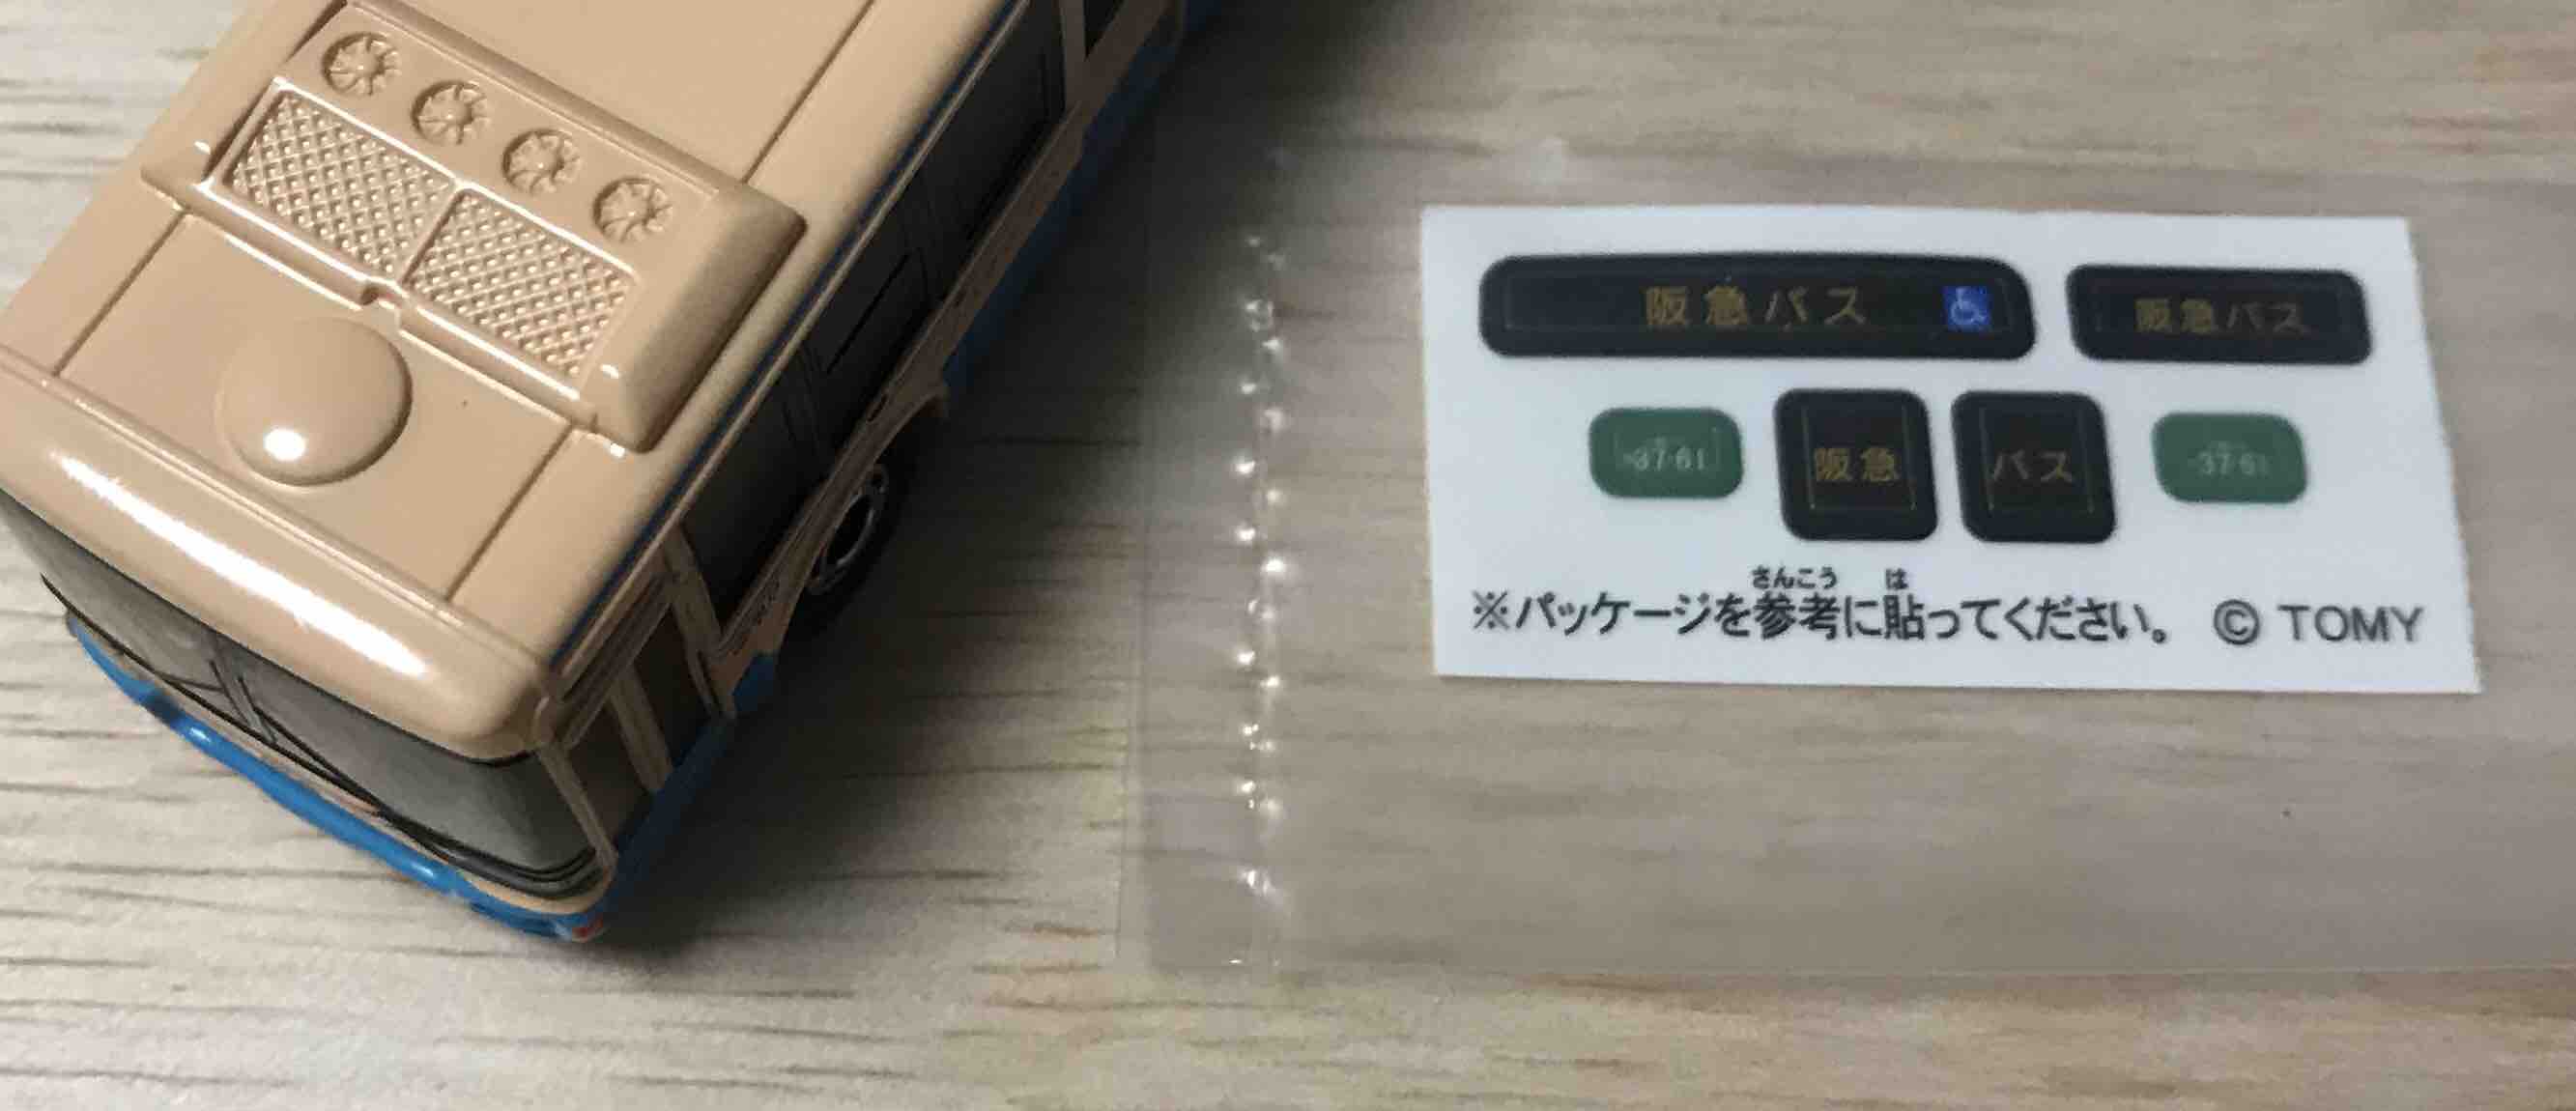 阪急バス
阪急バス
・37-61
阪急
バス
・37-61
さんこう は
※パッケージを参考に貼ってください。 © TOMY